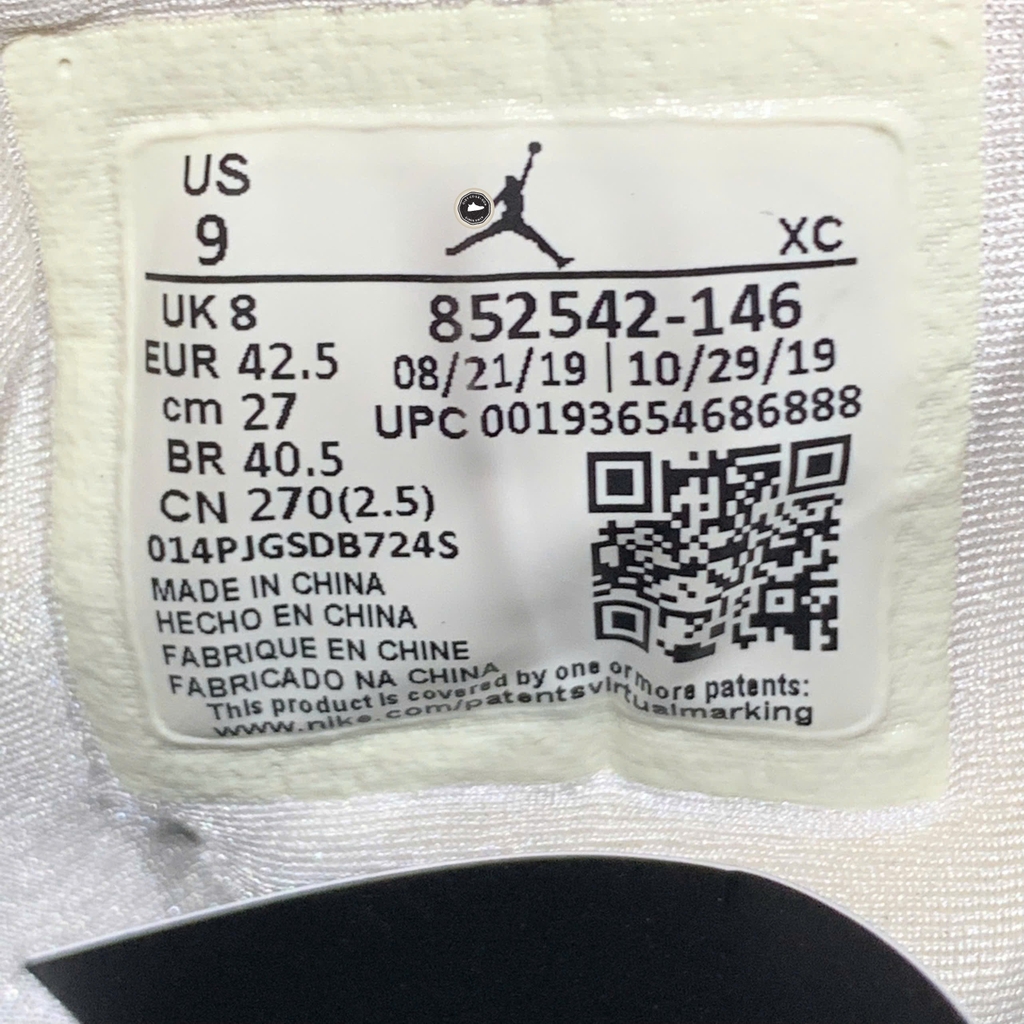 US
9
XC
UK 8
852542-146
EUR 42.5
08/21/19 | 10/29/19
cm 27
UPC 00193654686888
BR 40.5
CN 270(2.5)
014PJGSDB724S
MADE IN CHINA
HECHO EN CHINA
FABRIQUE EN CHINE
FABRICADO NA CHINA
This product is covered by one or more patents:
www.nike.com/patentsvirtualmarking